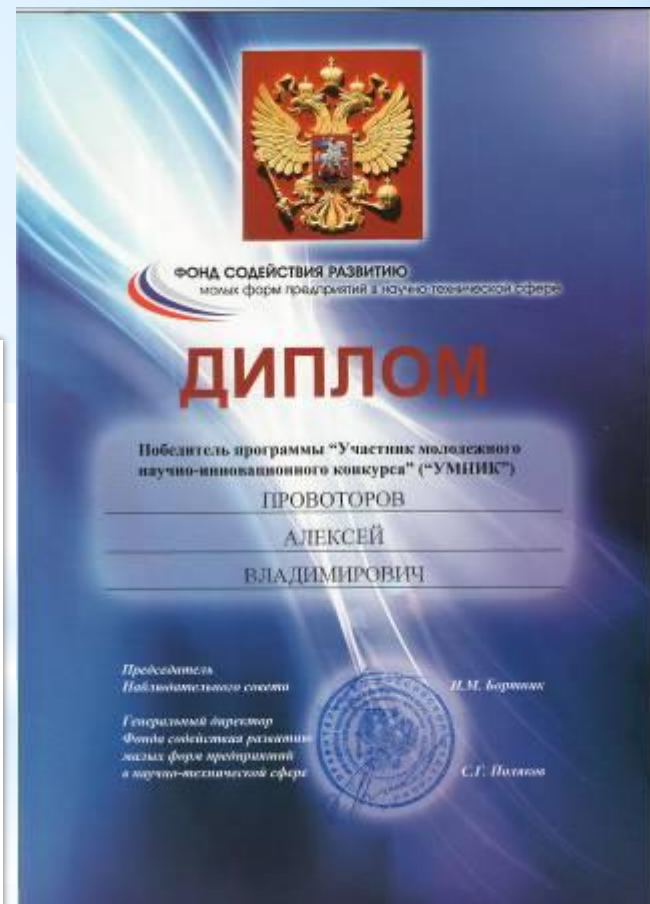 ФОНД СОДЕЙСТВИЯ РАЗВИТИЮ
малых форм предприятий в научно-технической сфере
ДИПЛОМ
Победитель программы “Участник молодежного
научно-инновационного конкурса” (“УМНИК”)
ПРОВОТОРОВ
АЛЕКСЕЙ
ВЛАДИМИРОВИЧ
Председатель
Наблюдательного совета
И.М. Бортник
Генеральный директор
Фонда содействия развитию
малых форм предприятий
в научно-технической сфере
С.Г. Поляков